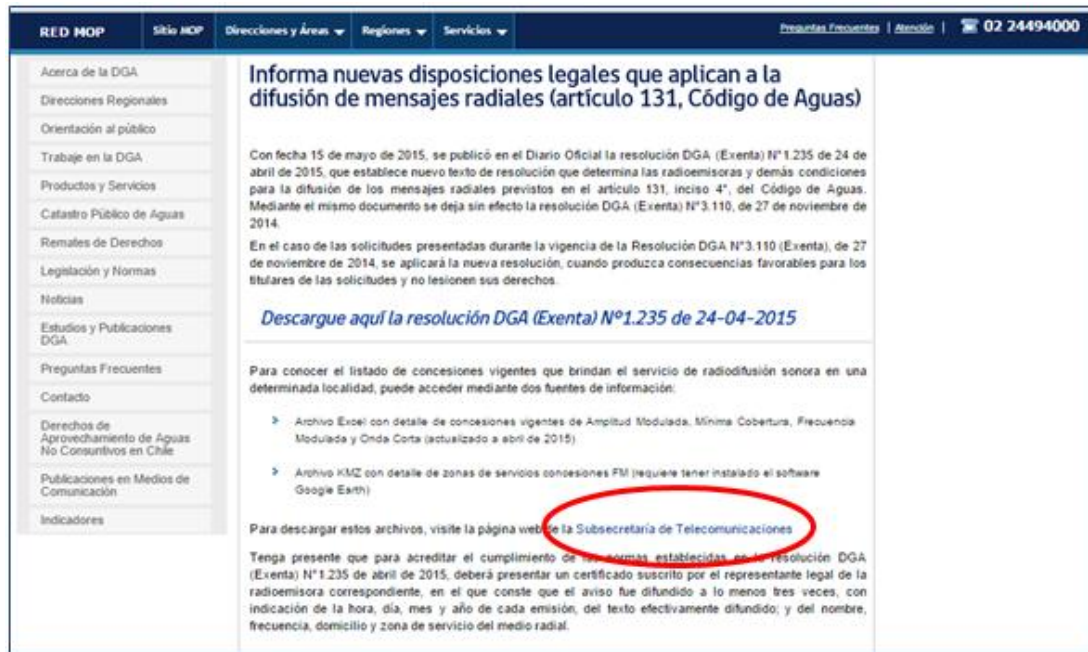 RED MOP
Sitio MOP
Direcciones y Áreas
Regiones
Servicios
Preguntas Frecuentes | Atención |
02 24494000
Acerca de la DGA
Direcciones Regionales
Orientación al público
Trabaje en la DGA
Productos y Servicios
Catastro Público de Aguas
Remates de Derechos
Legislación y Normas
Noticias
Estudios y Publicaciones
DGA
Preguntas Frecuentes
Contacto
Derechos de
Aprovechamiento de Aguas
No Consuntivos en Chile
Publicaciones en Medios de
Comunicación
Indicadores
Informa nuevas disposiciones legales que aplican a la
difusión de mensajes radiales (artículo 131, Código de Aguas)
Con fecha 15 de mayo de 2015, se publicó en el Diario Oficial la resolución DGA (Exenta) N°1.235 de 24 de
abril de 2015, que establece nuevo texto de resolución que determina las radioemisoras y demás condiciones
para la difusión de los mensajes radiales previstos en el artículo 131, inciso 4°, del Código de Aguas.
Mediante el mismo documento se deja sin efecto la resolución DGA (Exenta) N°3.110, de 27 de noviembre de
2014.
En el caso de las solicitudes presentadas durante la vigencia de la Resolución DGA N°3.110 (Exenta), de 27
de noviembre de 2014, se aplicará la nueva resolución, cuando produzca consecuencias favorables para los
titulares de las solicitudes y no lesionen sus derechos.
Descargue aquí la resolución DGA (Exenta) Nº1.235 de 24-04-2015
Para conocer el listado de concesiones vigentes que brindan el servicio de radiodifusión sonora en una
determinada localidad, puede acceder mediante dos fuentes de información:
Archivo Excel con detalle de concesiones vigentes de Amplitud Modulada, Mínima Cobertura, Frecuencia
Modulada y Onda Corta (actualizado a abril de 2015)
Archivo KMZ con detalle de zonas de servicios concesiones FM (requiere tener instalado el software
Google Earth)
Para descargar estos archivos, visite la página web de la Subsecretaría de Telecomunicaciones
Tenga presente que para acreditar el cumplimiento de las normas establecidas en la resolución DGA
(Exenta) N°1.235 de abril de 2015, deberá presentar un certificado suscrito por el representante legal de la
radioemisora correspondiente, en el que conste que el aviso fue difundido a lo menos tres veces, con
indicación de la hora, día, mes y año de cada emisión, del texto efectivamente difundido; y del nombre,
frecuencia, domicilio y zona de servicio del medio radial.